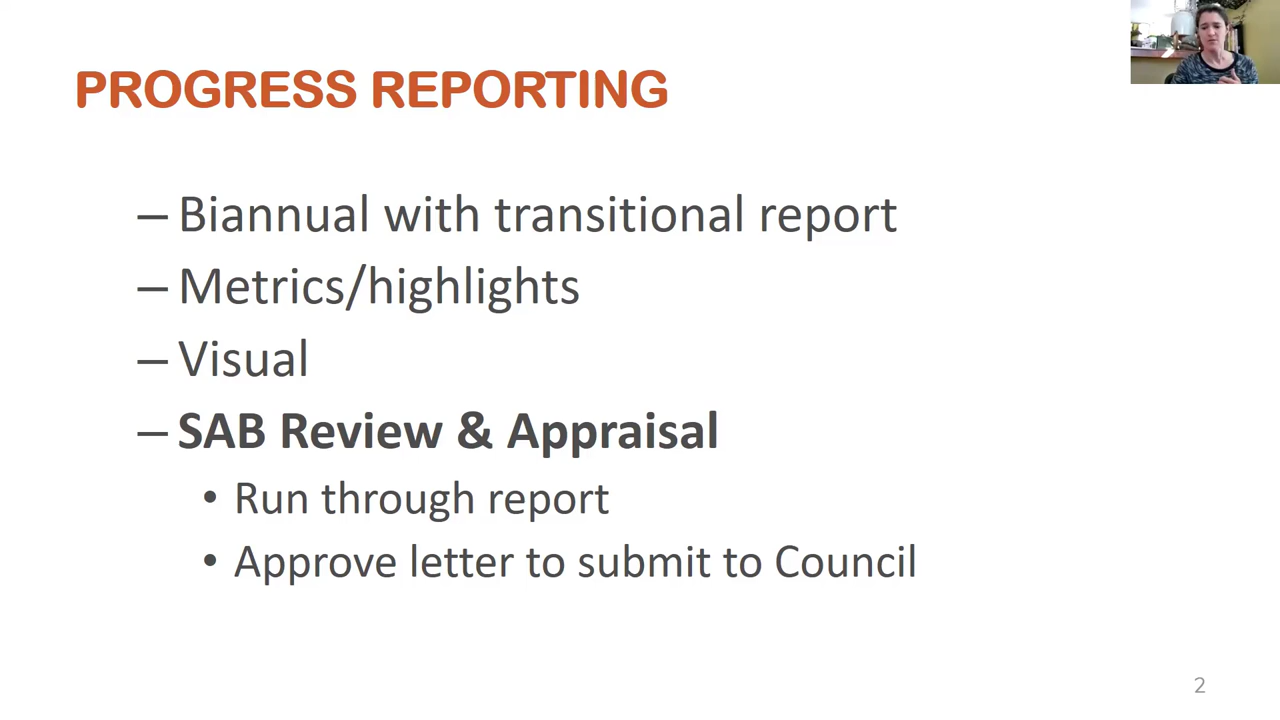 PROGRESS REPORTING
– Biannual with transitional report
– Metrics/highlights
– Visual
– SAB Review & Appraisal
• Run through report
• Approve letter to submit to Council
2